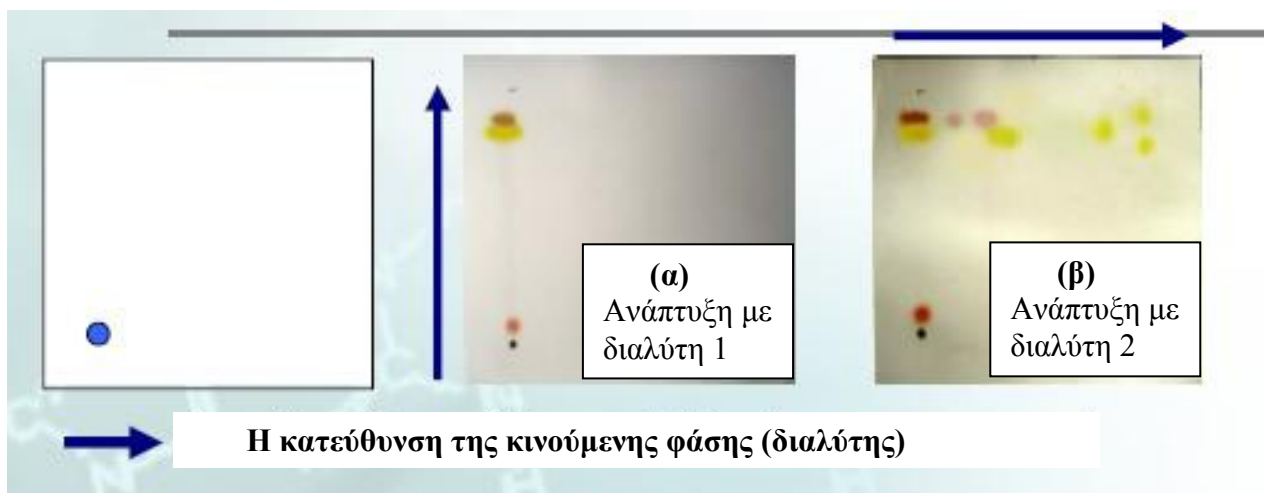 (α)
Ανάπτυξη με
διαλύτη 1
(β)
Ανάπτυξη με
διαλύτη 2
Η κατεύθυνση της κινούμενης φάσης (διαλύτης)